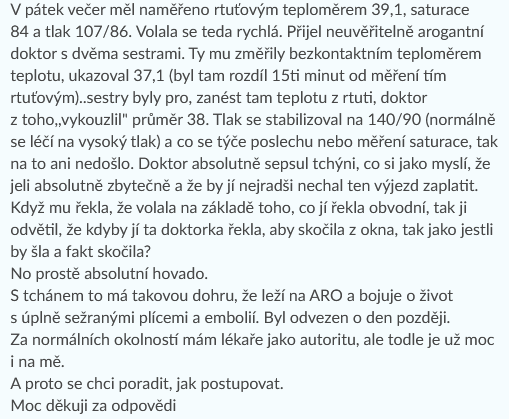 V pátek večer měl naměřeno rtuťovým teploměrem 39,1, saturace
84 a tlak 107/86. Volala se teda rychlá. Přijel neuvěřitelně arogantní
doktor s dvěma sestrami. Ty mu změřily bezkontaktním teploměrem
teplotu, ukazoval 37,1 (byl tam rozdíl 15ti minut od měření tím
rtuťovým)..sestry byly pro, zanést tam teplotu z rtuti, doktor
z toho,,vykouzlil" průměr 38. Tlak se stabilizoval na 140/90 (normálně
se léčí na vysoký tlak) a co se týče poslechu nebo měření saturace, tak
na to ani nedošlo. Doktor absolutně sepsul tchýni, co si jako myslí, že
jeli absolutně zbytečně a že by jí nejradši nechal ten výjezd zaplatit.
Když mu řekla, že volala na základě toho, co jí řekla obvodní, tak ji
odvětil, že kdyby jí ta doktorka řekla, aby skočila z okna, tak jako jestli
by šla a fakt skočila?
No prostě absolutní hovado.
S tchánem to má takovou dohru, že leží na ARO a bojuje o život
s úplně sežranými plícemi a embolií. Byl odvezen o den později.
Za normálních okolností mám lékaře jako autoritu, ale todle je už moc
i na mě.
A proto se chci poradit, jak postupovat.
Moc děkuji za odpovědi